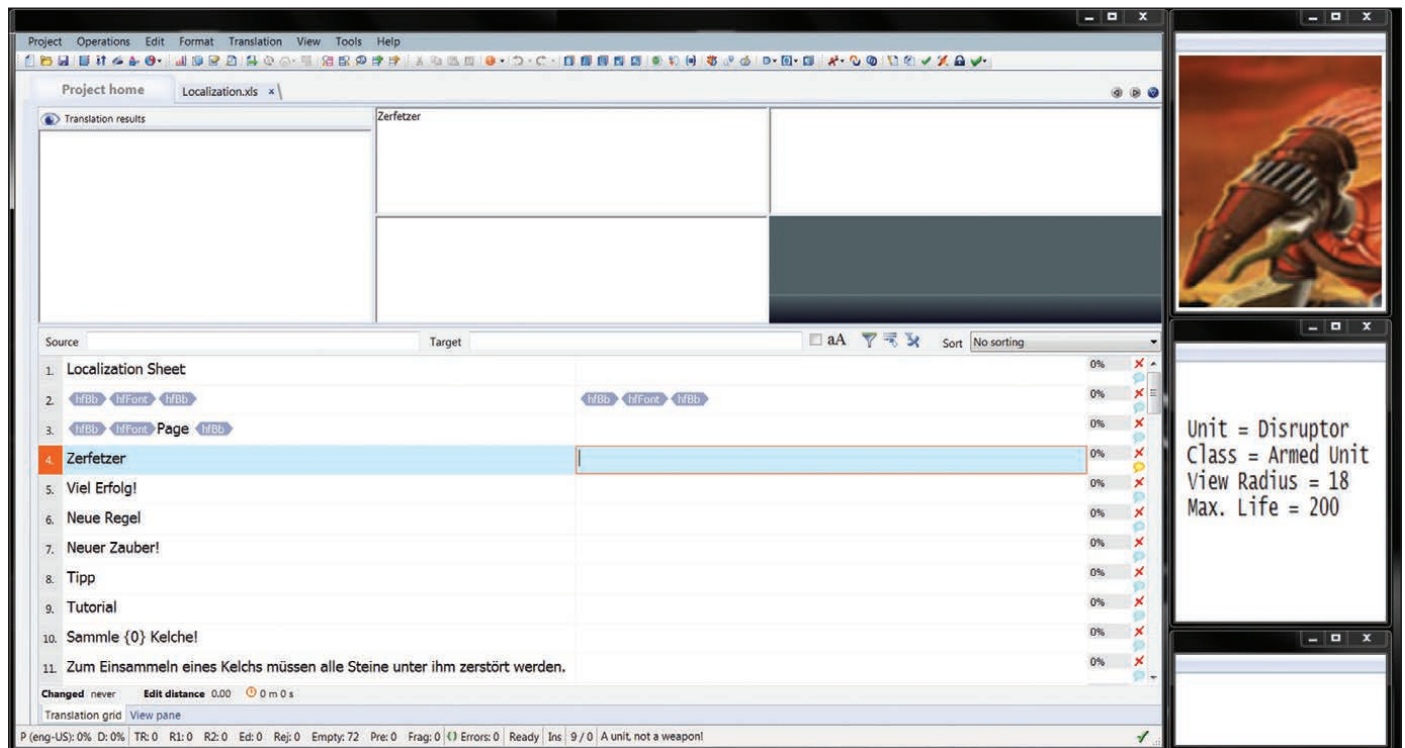 Project Operations Edit Format Translation View Tools Help
Project home Localization.xls ×
Translation results
Zerfetzer
Source Target aA Sort No sorting
1. Localization Sheet 0%
2. hfBb hfFont hfBb hfBb hfFont hfBb 0%
3. hfBb hfFont Page hfBb 0%
4. Zerfetzer 0%
5. Viel Erfolg! 0%
6. Neue Regel 0%
7. Neuer Zauber! 0%
8. Tipp 0%
9. Tutorial 0%
10. Sammle {0} Kelche! 0%
11. Zum Einsammeln eines Kelchs müssen alle Steine unter ihm zerstört werden. 0%
Changed never Edit distance 0.00 0 m 0 s
Translation grid View pane
P (eng-US): 0% D: 0% TR: 0 R1: 0 R2: 0 Ed: 0 Rej: 0 Empty: 72 Pre: 0 Frag: 0 {} Errors: 0 Ready Ins 9 / 0 A unit, not a weapon!
Unit = Disruptor
Class = Armed Unit
View Radius = 18
Max. Life = 200